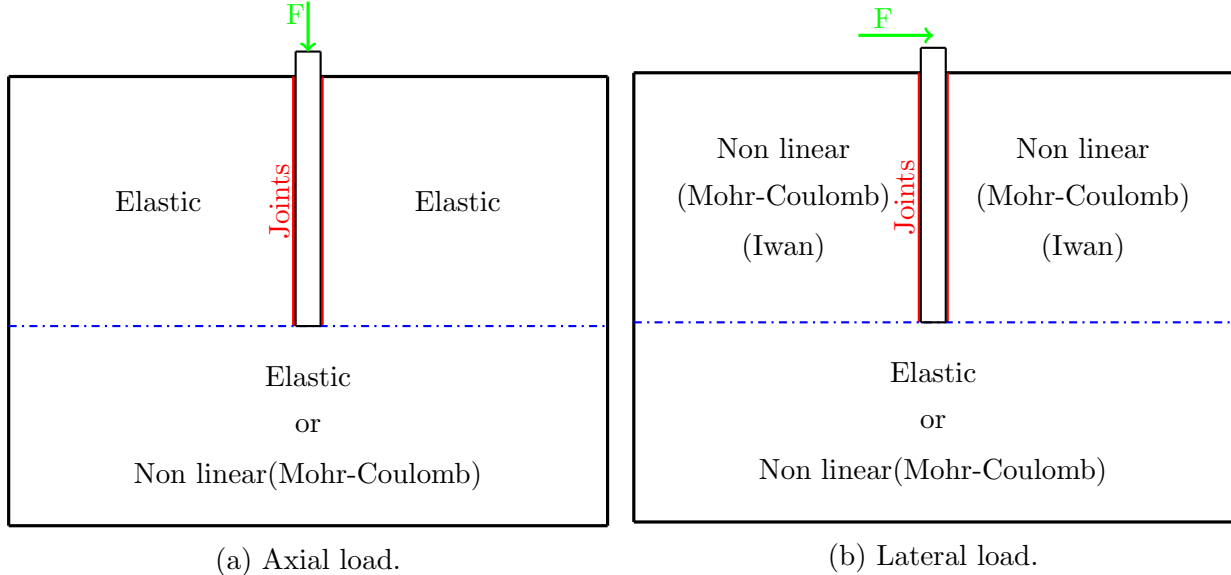 F
Elastic
Joints
Elastic
Elastic
or
Non linear(Mohr-Coulomb)
(a) Axial load.
F
Non linear
(Mohr-Coulomb)
(Iwan)
Joints
Non linear
(Mohr-Coulomb)
(Iwan)
Elastic
or
Non linear(Mohr-Coulomb)
(b) Lateral load.